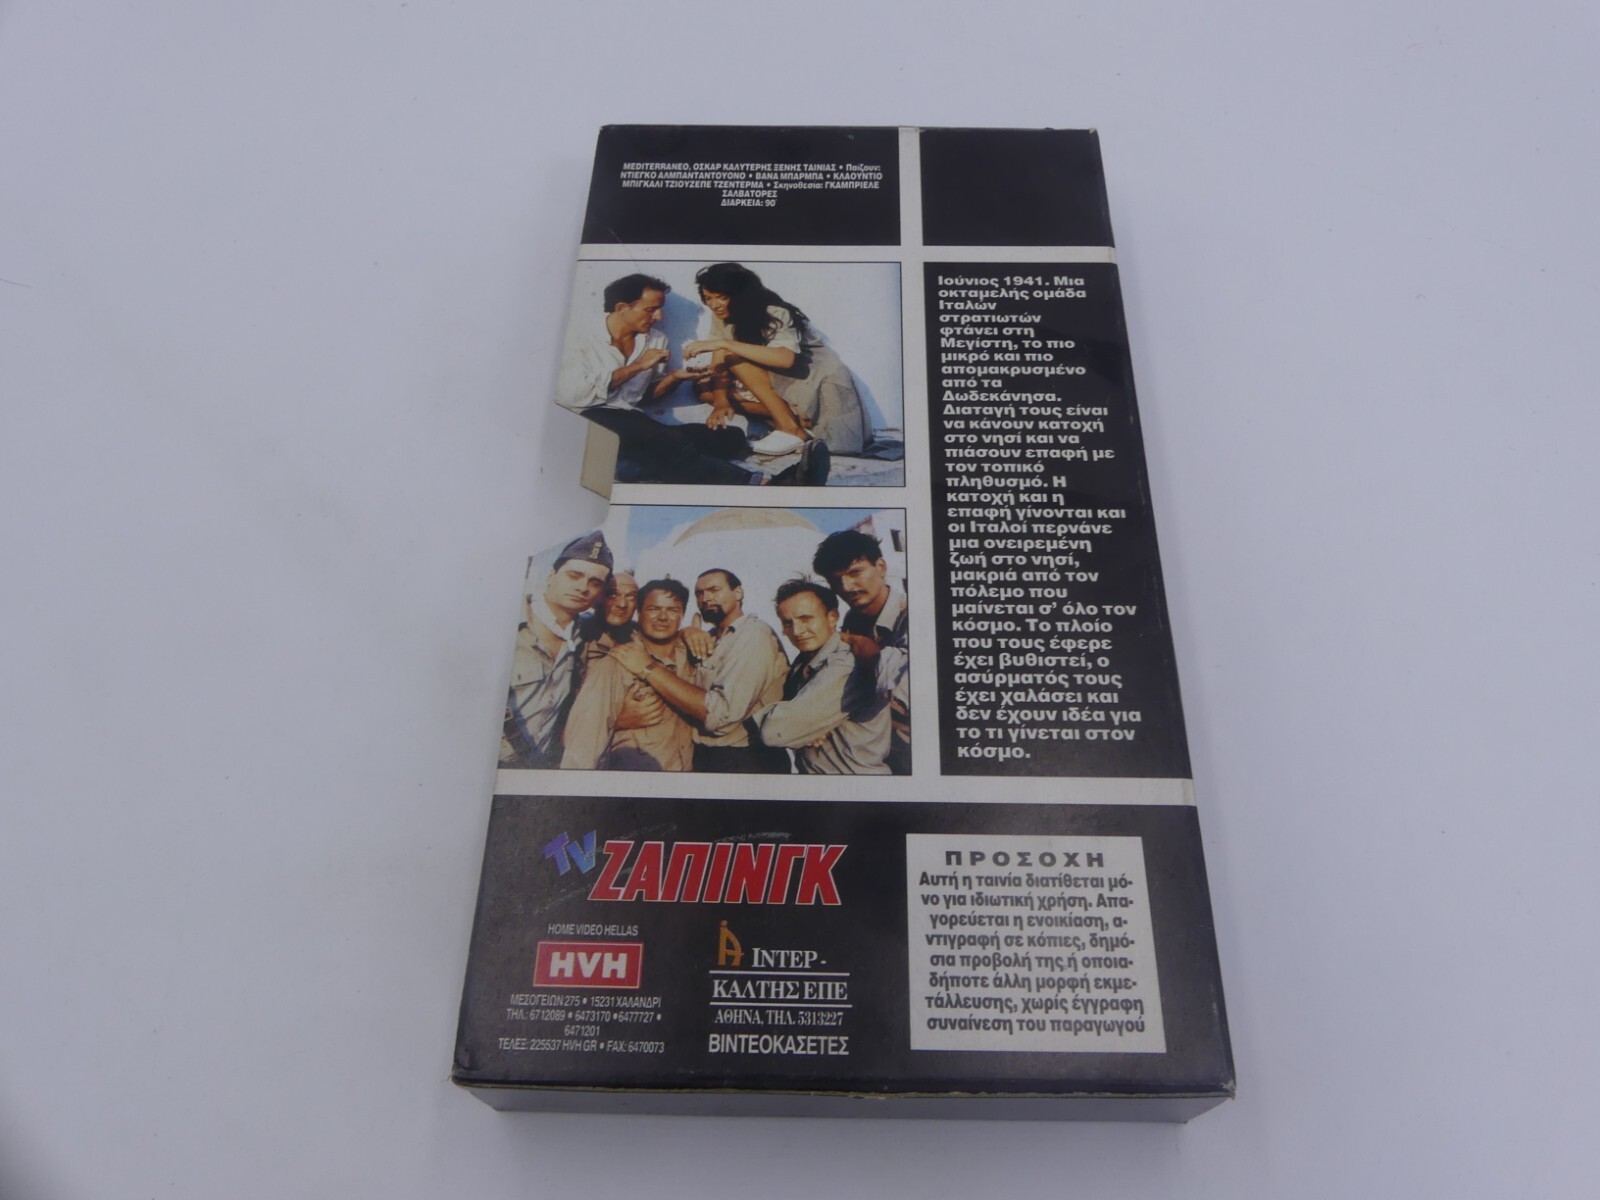 MEDITERRANEO, ΟΣΚΑΡ ΚΑΛΥΤΕΡΗΣ ΞΕΝΗΣ ΤΑΙΝΙΑΣ • Παίζουν:
ΝΤΙΕΓΚΟ ΑΛΜΠΑΝΤΑΝΤΟΥΟΝΟ • ΒΑΝΑ ΜΠΑΡΜΠΑ • ΚΛΑΟΥΝΤΙΟ
ΜΠΙΓΚΑΛΙ ΤΖΙΟΥΖΕΠΕ ΤΖΕΝΤΕΡΜΑ • Σκηνοθεσία: ΓΚΑΜΠΡΙΕΛΕ
ΣΑΛΒΑΤΟΡΕΣ
ΔΙΑΡΚΕΙΑ: 90'
Ιούνιος 1941. Μια
οκταμελής ομάδα
Ιταλών
στρατιωτών
φτάνει στη
Μεγίστη, το πιο
μικρό και πιο
απομακρυσμένο
από τα
Δωδεκάνησα.
Διαταγή τους είναι
να κάνουν κατοχή
στο νησί και να
πιάσουν επαφή με
τον τοπικό
πληθυσμό. Η
κατοχή και η
επαφή γίνονται και
οι Ιταλοί περνάνε
μια ονειρεμένη
ζωή στο νησί,
μακριά από τον
πόλεμο που
μαίνεται σ' όλο τον
κόσμο. Το πλοίο
που τους έφερε
έχει βυθιστεί, ο
ασύρματός τους
έχει χαλάσει και
δεν έχουν ιδέα για
το τι γίνεται στον
κόσμο.
TV ΖΑΠΙΝΓΚ
HOME VIDEO HELLAS
HVH
ΜΕΣΟΓΕΙΩΝ 275 • 15231 ΧΑΛΑΝΔΡΙ
ΤΗΛ.: 6712089 • 6473170 • 6477727 •
6471201
ΤΕΛΕΞ: 225537 HVH GR • FAX: 6470073
ΙΝΤΕΡ -
ΚΑΛΤΗΣ ΕΠΕ
ΑΘΗΝΑ, ΤΗΛ. 5313227
ΒΙΝΤΕΟΚΑΣΕΤΕΣ
ΠΡΟΣΟΧΗ
Αυτή η ταινία διατίθεται μό-
νο για ιδιωτική χρήση. Απα-
γορεύεται η ενοικίαση, α-
ντιγραφή σε κόπιες, δημό-
σια προβολή της ή οποια-
δήποτε άλλη μορφή εκμε-
τάλλευσης, χωρίς έγγραφη
συναίνεση του παραγωγού